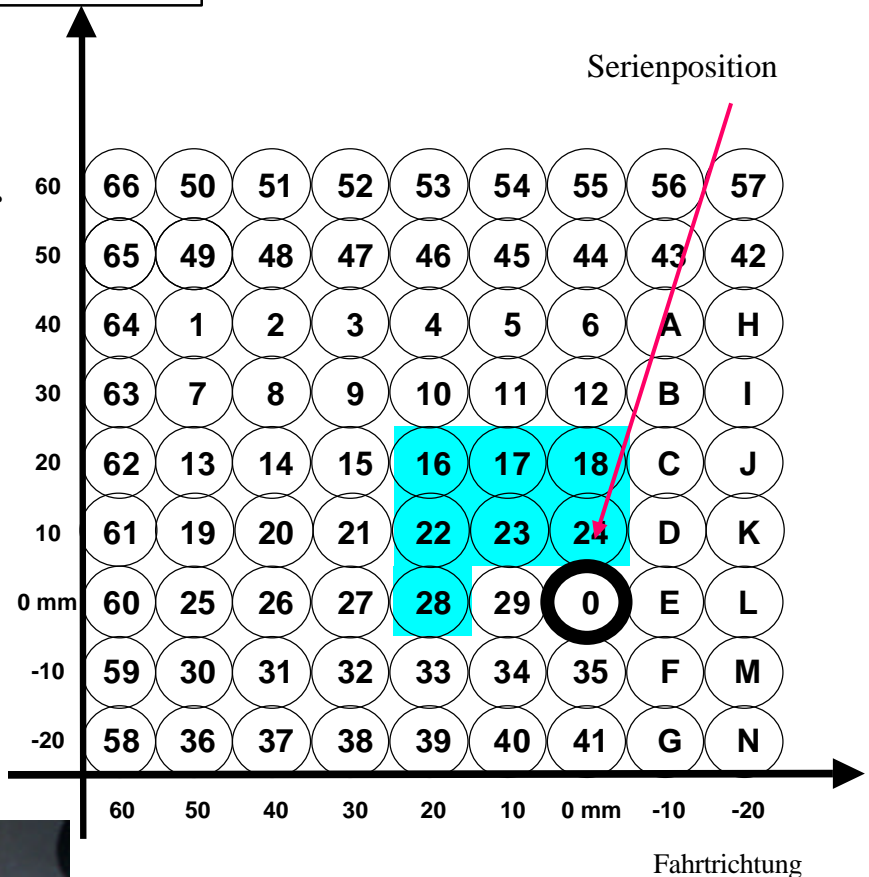 Serienposition
60 66 50 51 52 53 54 55 56 57
50 65 49 48 47 46 45 44 43 42
40 64 1 2 3 4 5 6 A H
30 63 7 8 9 10 11 12 B I
20 62 13 14 15 16 17 18 C J
10 61 19 20 21 22 23 24 D K
0 mm 60 25 26 27 28 29 0 E L
-10 59 30 31 32 33 34 35 F M
-20 58 36 37 38 39 40 41 G N
60 50 40 30 20 10 0 mm -10 -20
Fahrtrichtung